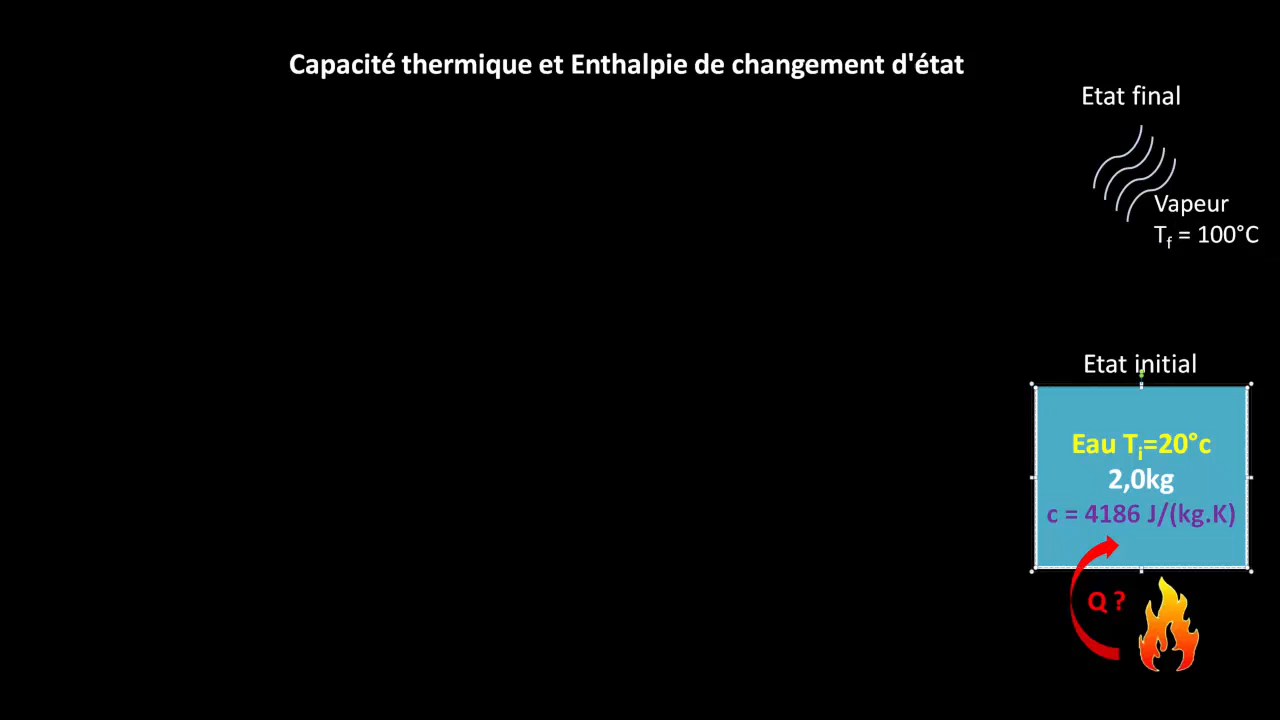 Capacité thermique et Enthalpie de changement d'état
Etat final
Vapeur
Tf = 100°C
Etat initial
Eau Ti=20°c
2,0kg
c = 4186 J/(kg.K)
Q ?